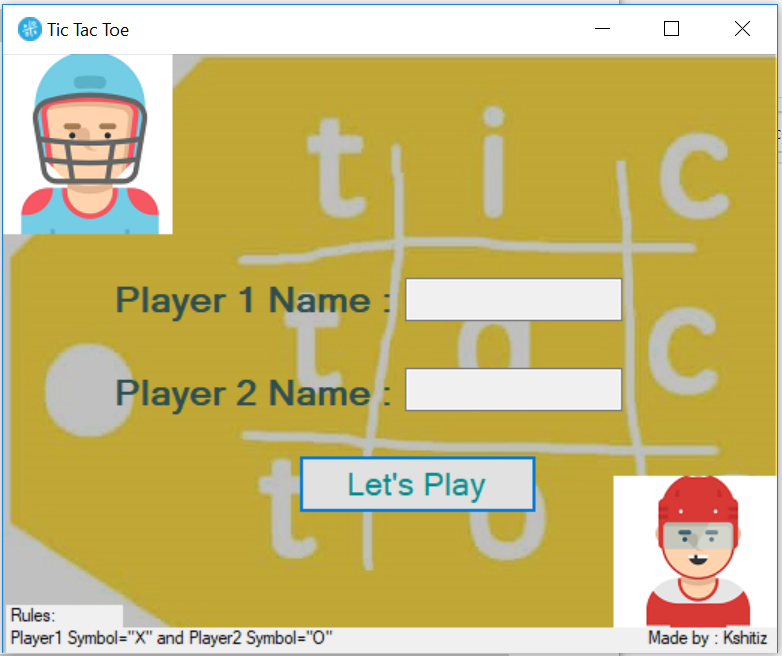 Tic Tac Toe
t i c
Player 1 Name :
t a c
Player 2 Name :
Let's Play
t o
Rules:
Player1 Symbol="X" and Player2 Symbol="O"
Made by : Kshitiz